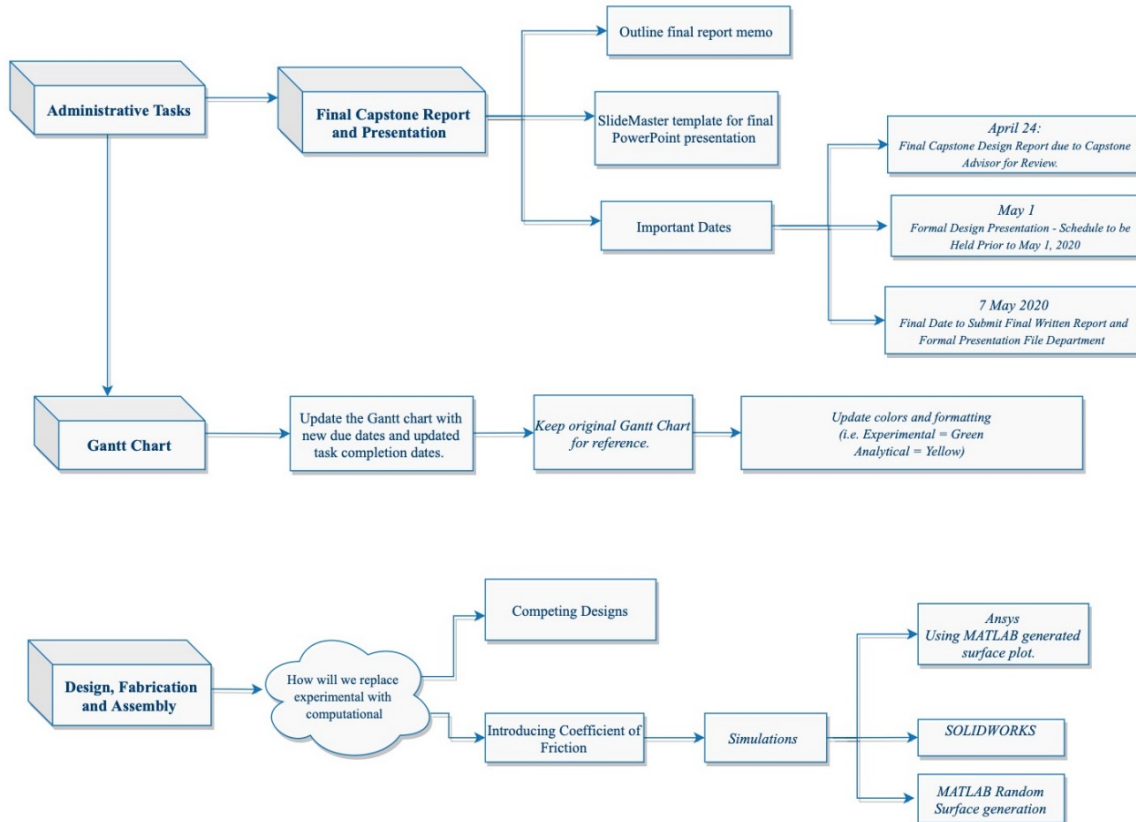 Outline final report memo
Administrative Tasks
Final Capstone Report
and Presentation
SlideMaster template for final
PowerPoint presentation
April 24:
Final Capstone Design Report due to Capstone
Advisor for Review.
Important Dates
May 1
Formal Design Presentation - Schedule to be
Held Prior to May 1, 2020
7 May 2020
Final Date to Submit Final Written Report and
Formal Presentation File Department
Gantt Chart
Update the Gantt chart with
new due dates and updated
task completion dates.
Keep original Gantt Chart
for reference.
Update colors and formatting
(i.e. Experimental = Green
Analytical = Yellow)
Design, Fabrication
and Assembly
How will we replace
experimental with
computational
Competing Designs
Introducing Coefficient of
Friction
Simulations
Ansys
Using MATLAB generated
surface plot.
SOLIDWORKS
MATLAB Random
Surface generation